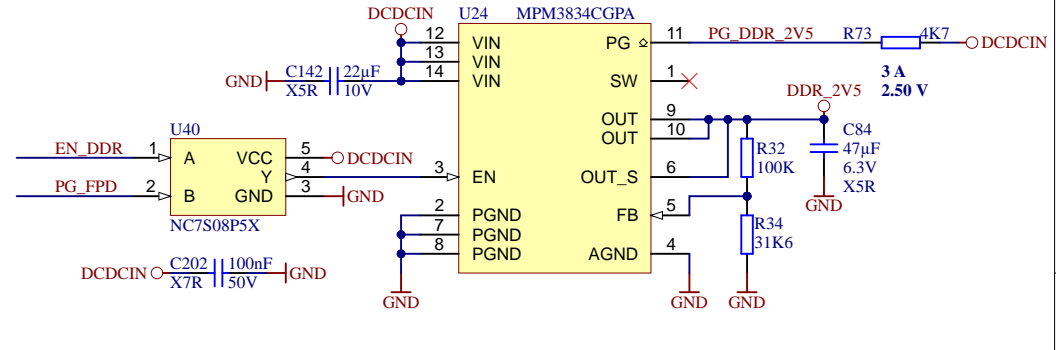 DCDCIN
U24 MPM3834CGPA
12 VIN
13 VIN
14 VIN
GND C142 22µF
X5R 10V
PG 11 PG_DDR_2V5 R73 4K7 DCDCIN
SW 1
3 A
2.50 V
DDR_2V5
OUT 9
OUT 10
C84
47µF
6.3V
X5R
GND
R32
100K
OUT_S 6
U40
EN_DDR 1 A VCC 5 DCDCIN
Y 4 3 EN
PG_FPD 2 B GND 3 GND
NC7S08P5X
2 PGND
7 PGND
8 PGND
FB 5
R34
31K6
AGND 4
DCDCIN C202 100nF GND
X7R 50V
GND
GND
GND